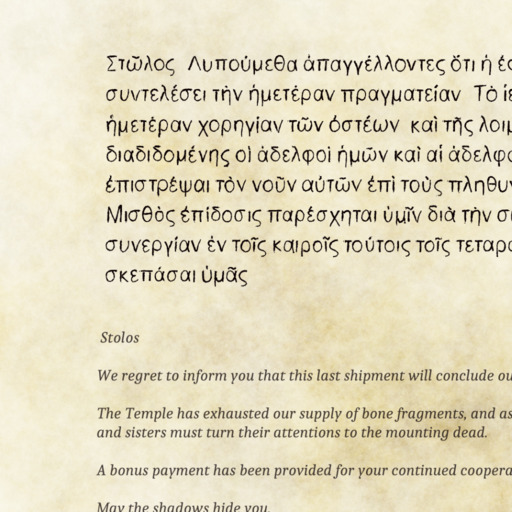 Στῶλος Λυπούμεθα ἀπαγγέλλοντες ὅτι ἡ
συντελέσει τὴν ἡμετέραν πραγματείαν Τὸ
ἡμετέραν χορηγίαν τῶν ὀστέων καὶ τῆς
διαδιδομένης οἱ ἀδελφοὶ ἡμῶν καὶ αἱ
ἐπιστρέψαι τὸν νοῦν αὐτῶν ἐπὶ τοὺς
Μισθὸς ἐπίδοσις παρέσχηται ὑμῖν διὰ τὴν
συνεργίαν ἐν τοῖς καιροῖς τούτοις τοῖς
σκεπάσαι ὑμᾶς
Stolos
We regret to inform you that this last shipment will conclude
The Temple has exhausted our supply of bone fragments, and
and sisters must turn their attentions to the mounting dead.
A bonus payment has been provided for your continued
May the shadows hide you.